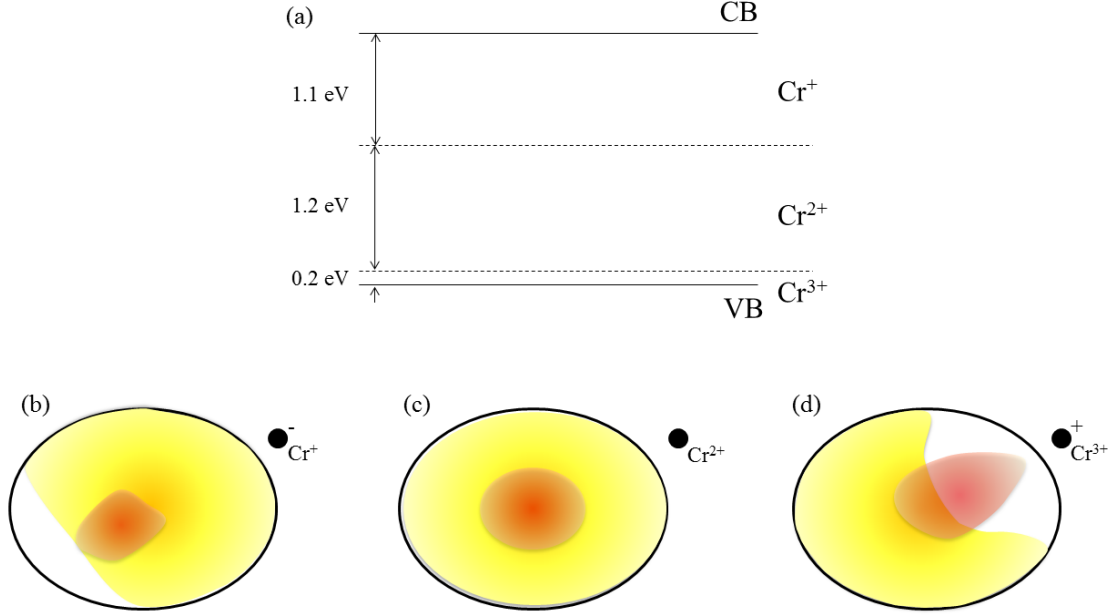 (a)
CB
1.1 eV
Cr⁺
1.2 eV
Cr²⁺
0.2 eV
Cr³⁺
VB
(b)
-
Cr⁺
(c)
Cr²⁺
(d)
+
Cr³⁺